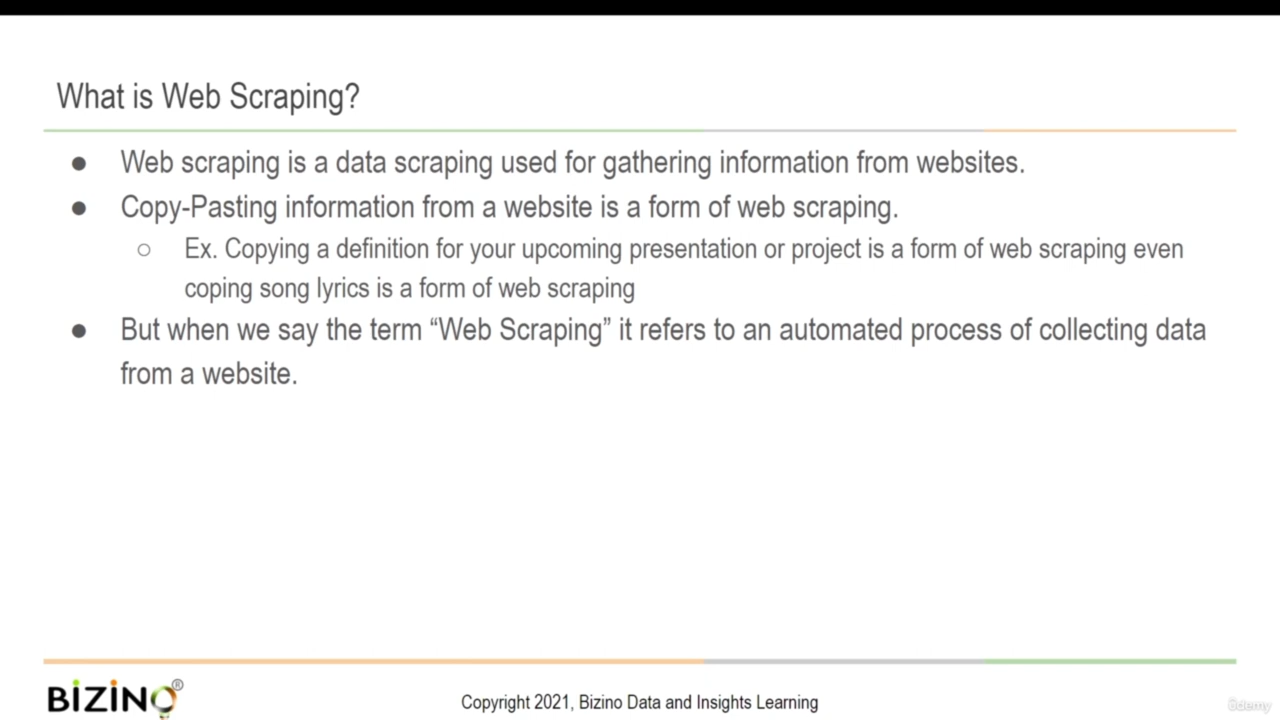 What is Web Scraping?
● Web scraping is a data scraping used for gathering information from websites.
● Copy-Pasting information from a website is a form of web scraping.
○ Ex. Copying a definition for your upcoming presentation or project is a form of web scraping even
coping song lyrics is a form of web scraping
● But when we say the term “Web Scraping” it refers to an automated process of collecting data
from a website.
BiZiNO®
Copyright 2021, Bizino Data and Insights Learning
ûdemy